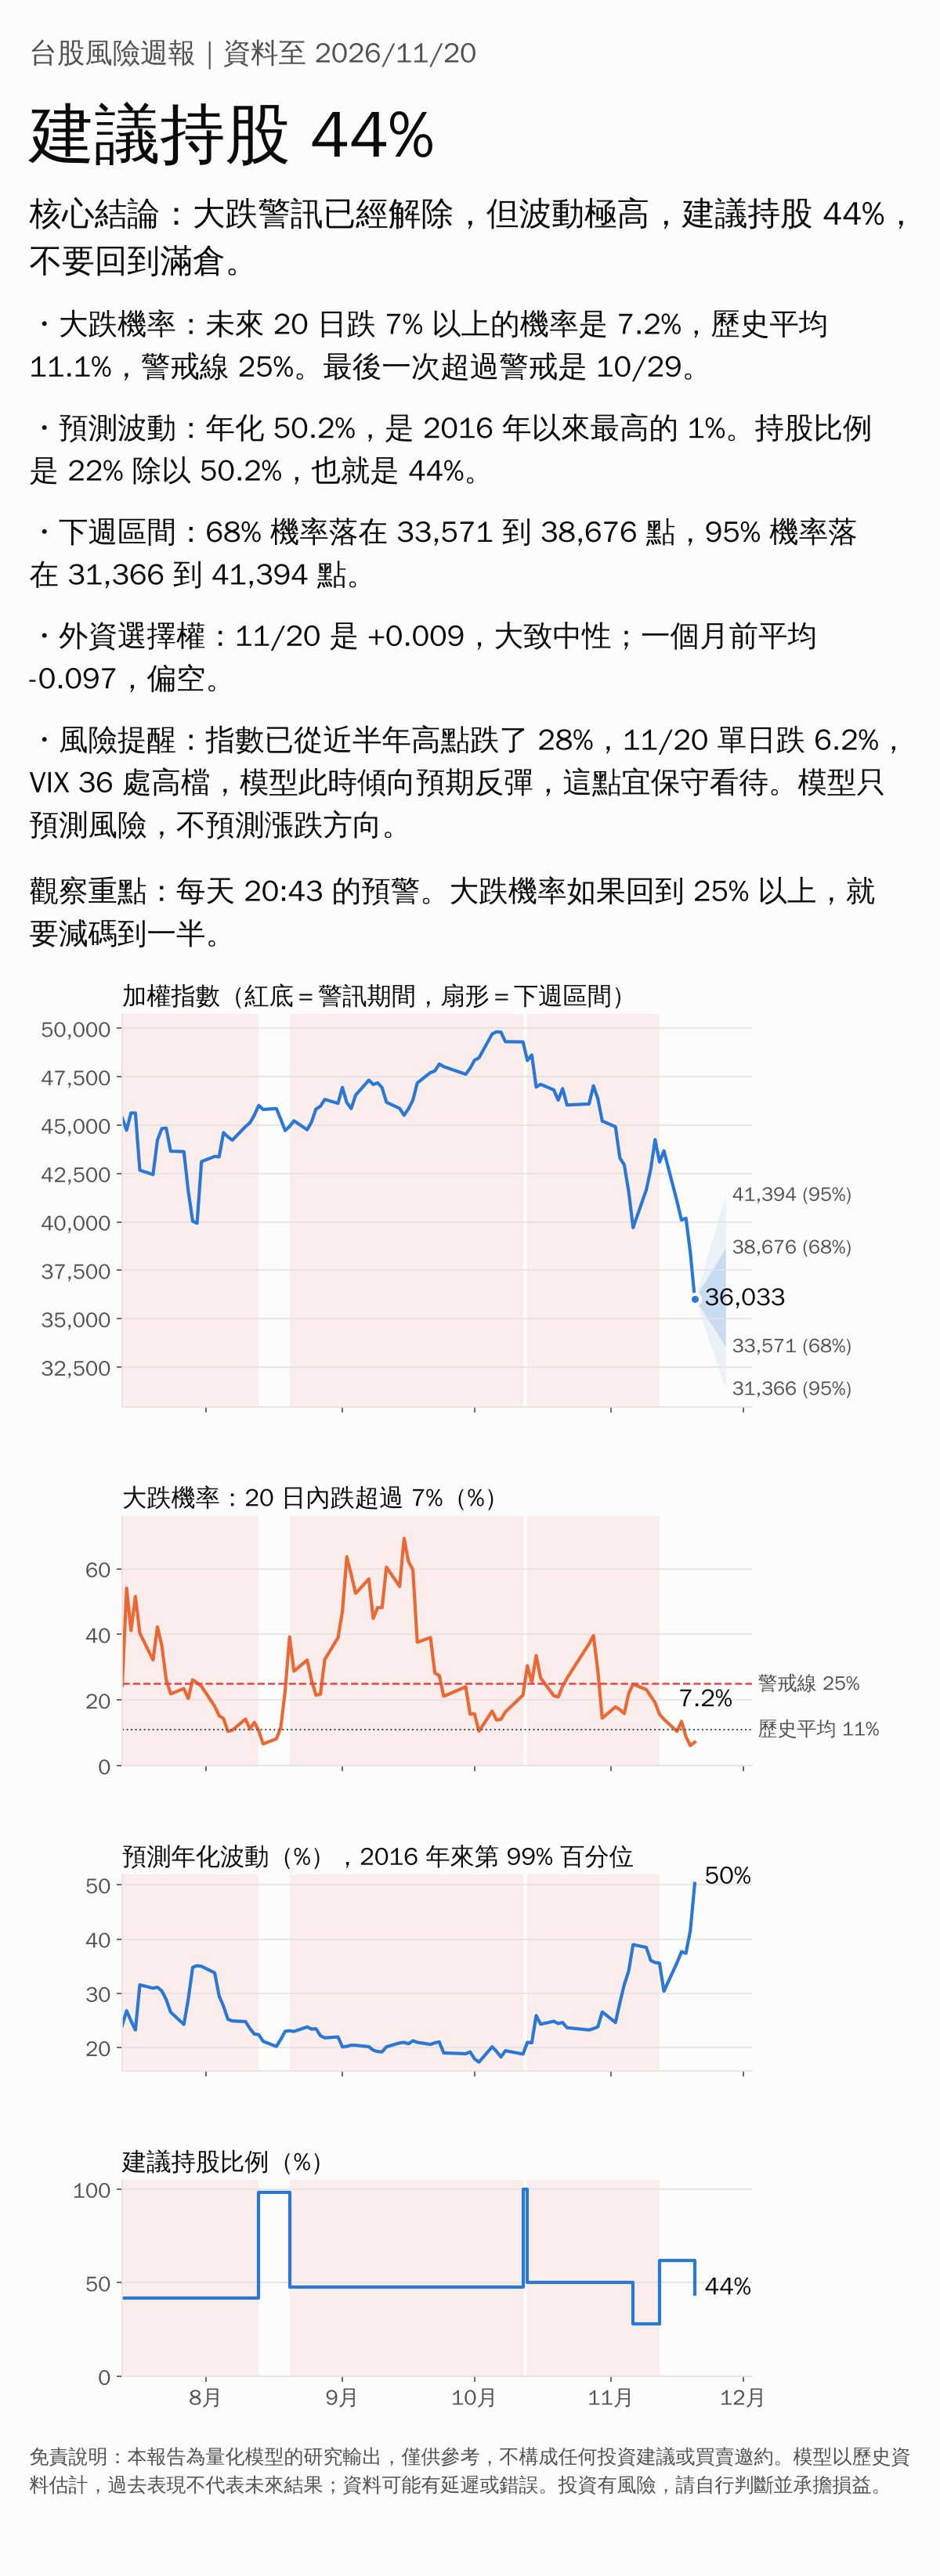 台股風險週報｜資料至 2026/11/20
建議持股 44%
核心結論：大跌警訊已經解除，但波動極高，建議持股 44%，
不要回到滿倉。
・大跌機率：未來 20 日跌 7% 以上的機率是 7.2%，歷史平均
11.1%，警戒線 25%。最後一次超過警戒是 10/29。
・預測波動：年化 50.2%，是 2016 年以來最高的 1%。持股比例
是 22% 除以 50.2%，也就是 44%。
・下週區間：68% 機率落在 33,571 到 38,676 點，95% 機率落
在 31,366 到 41,394 點。
・外資選擇權：11/20 是 +0.009，大致中性；一個月前平均
-0.097，偏空。
・風險提醒：指數已從近半年高點跌了 28%，11/20 單日跌 6.2%，
VIX 36 處高檔，模型此時傾向預期反彈，這點宜保守看待。模型只
預測風險，不預測漲跌方向。
觀察重點：每天 20:43 的預警。大跌機率如果回到 25% 以上，就
要減碼到一半。
加權指數（紅底＝警訊期間，扇形＝下週區間）
50,000
47,500
45,000
42,500
40,000
37,500
35,000
32,500
41,394 (95%)
38,676 (68%)
36,033
33,571 (68%)
31,366 (95%)
大跌機率：20 日內跌超過 7%（%）
60
40
20
0
警戒線 25%
7.2%
歷史平均 11%
預測年化波動（%），2016 年來第 99% 百分位
50
40
30
20
50%
建議持股比例（%）
100
50
0
44%
8月
9月
10月
11月
12月
免責說明：本報告為量化模型的研究輸出，僅供參考，不構成任何投資建議或買賣邀約。模型以歷史資
料估計，過去表現不代表未來結果；資料可能有延遲或錯誤。投資有風險，請自行判斷並承擔損益。